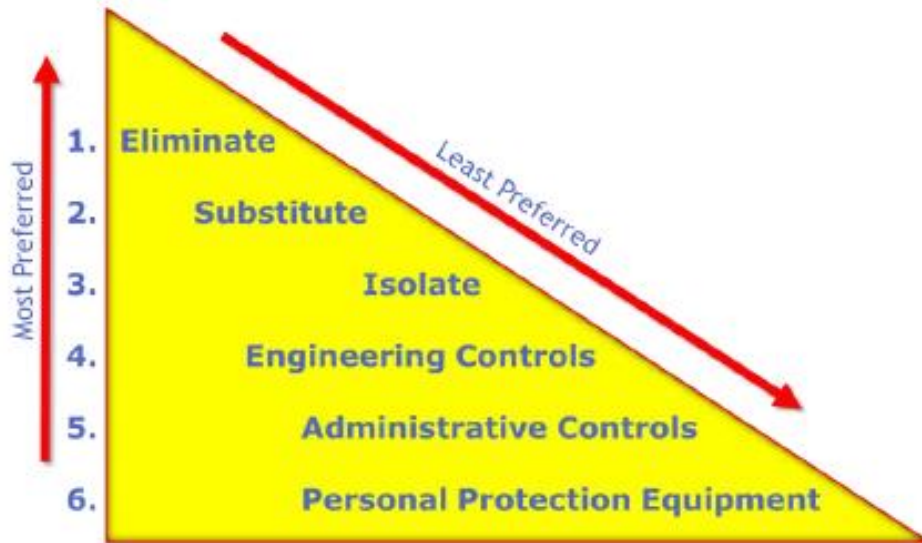 Most Preferred
Least Preferred
1. Eliminate
2. Substitute
3. Isolate
4. Engineering Controls
5. Administrative Controls
6. Personal Protection Equipment